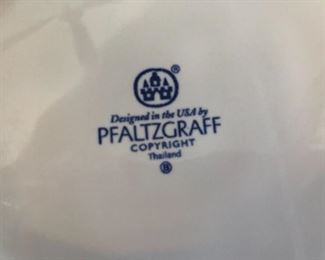 ®
Designed in the USA by
PFALTZGRAFF
COPYRIGHT
Thailand